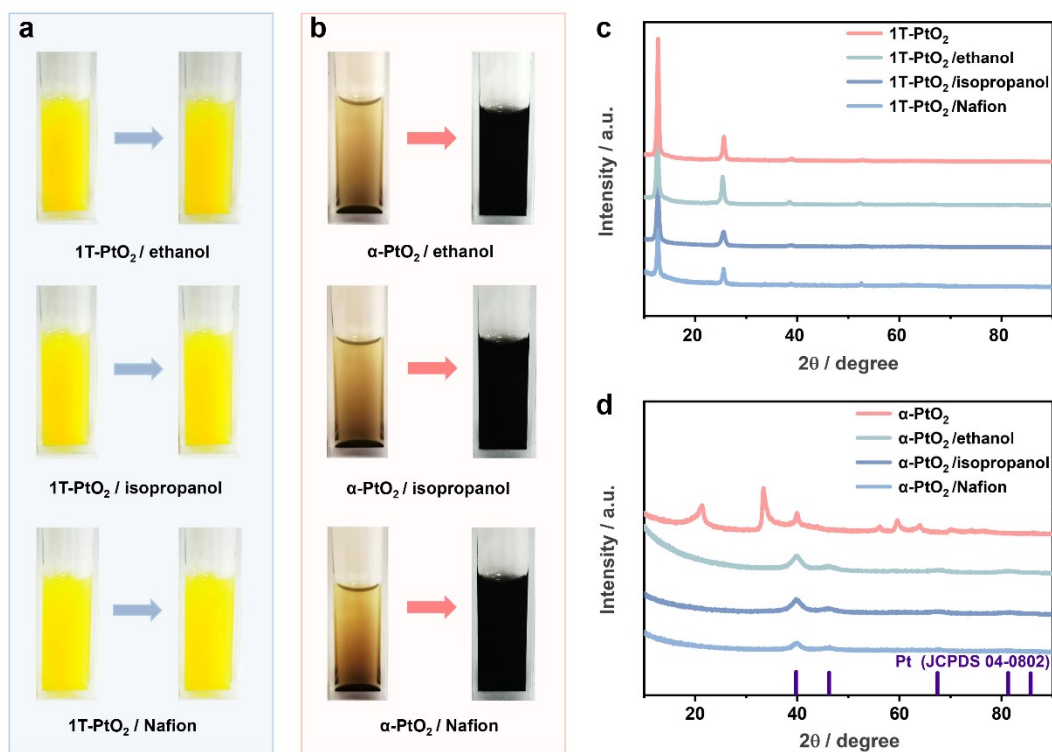 a
1T-PtO₂ / ethanol
1T-PtO₂ / isopropanol
1T-PtO₂ / Nafion
b
α-PtO₂ / ethanol
α-PtO₂ / isopropanol
α-PtO₂ / Nafion
c
1T-PtO₂
1T-PtO₂ /ethanol
1T-PtO₂ /isopropanol
1T-PtO₂ /Nafion
Intensity / a.u.
20 40 60 80
2θ / degree
d
α-PtO₂
α-PtO₂ /ethanol
α-PtO₂ /isopropanol
α-PtO₂ /Nafion
Intensity / a.u.
Pt (JCPDS 04-0802)
20 40 60 80
2θ / degree